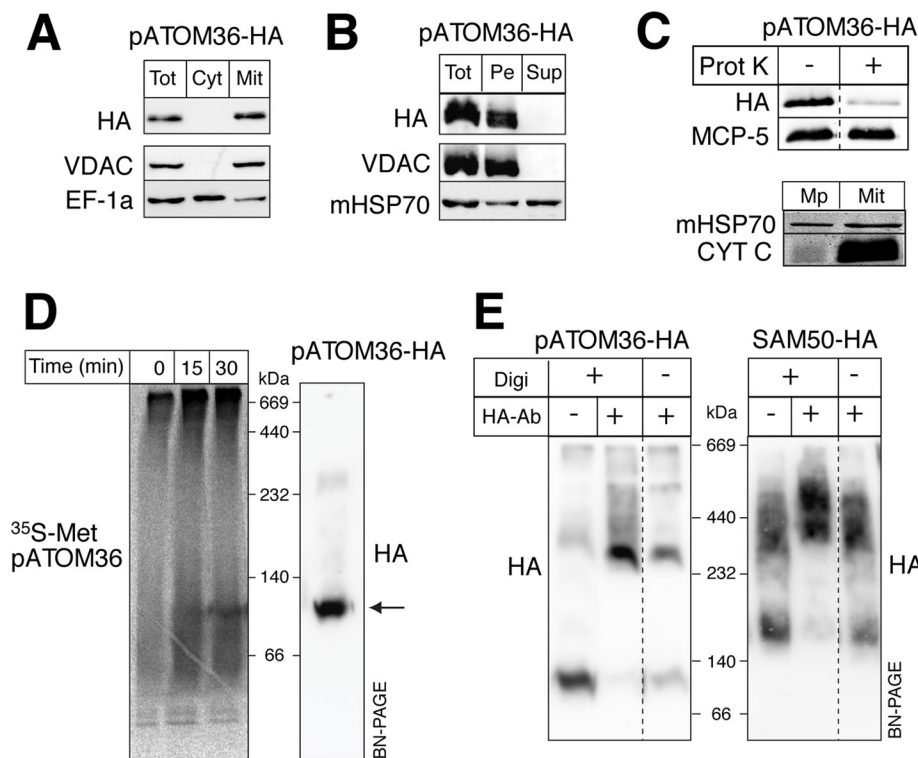 A
pATOM36-HA
Tot Cyt Mit
HA
VDAC
EF-1a
B
pATOM36-HA
Tot Pe Sup
HA
VDAC
mHSP70
C
pATOM36-HA
Prot K - +
HA
MCP-5
Mp Mit
mHSP70
CYT C
D
Time (min) 0 15 30
kDa
669
440
232
140
66
35S-Met
pATOM36
pATOM36-HA
HA
BN-PAGE
E
pATOM36-HA SAM50-HA
Digi + - + -
HA-Ab - + + kDa - + +
669
440
232
140
66
HA
HA
BN-PAGE